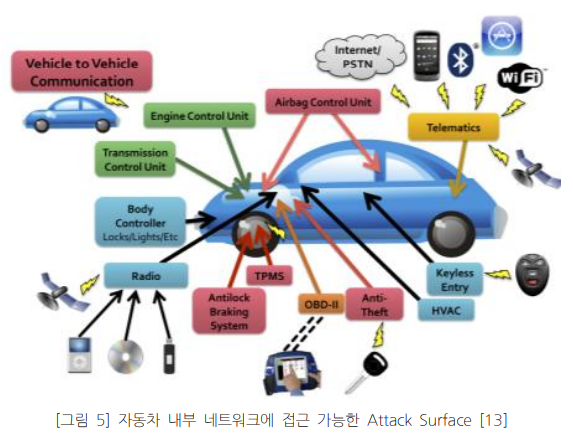 Vehicle to Vehicle
Communication
Internet/
PSTN
WiFi
Engine Control Unit
Airbag Control Unit
Telematics
Transmission
Control Unit
Body
Controller
Locks/Lights/Etc
Radio
TPMS
Antilock
Braking
System
OBD-II
Anti-
Theft
Keyless
Entry
HVAC
[그림 5] 자동차 내부 네트워크에 접근 가능한 Attack Surface [13]